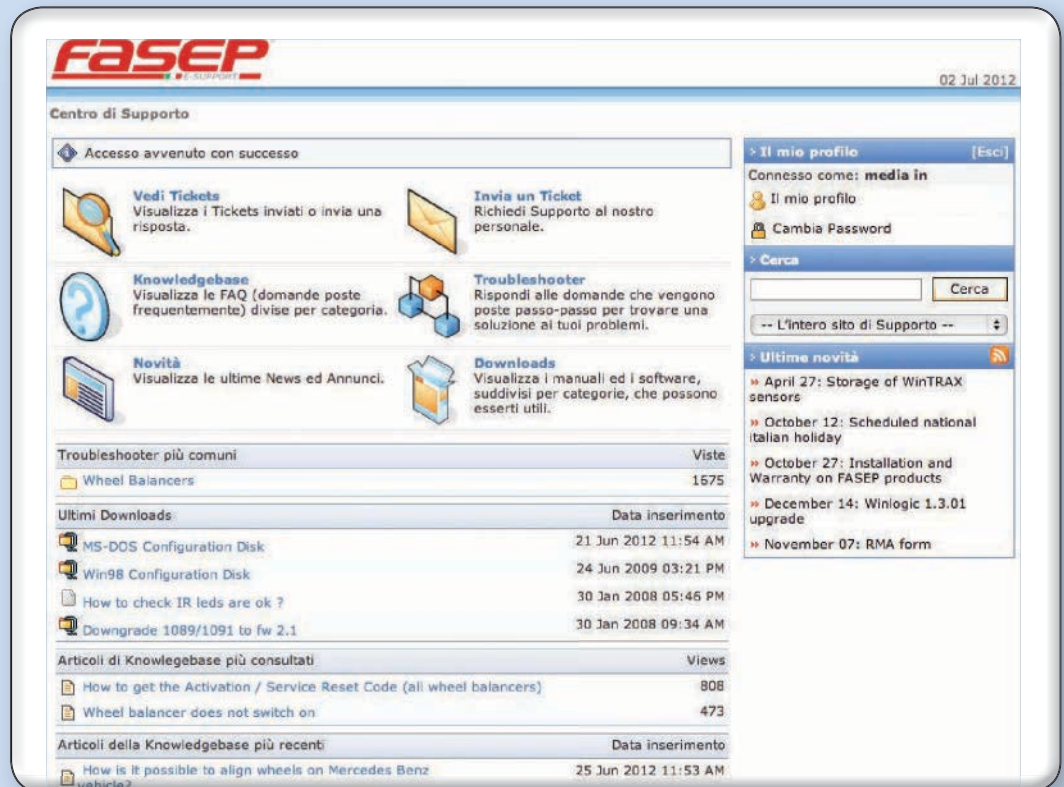 FASEP
E-SUPPORT
02 Jul 2012
Centro di Supporto
Accesso avvenuto con successo
Vedi Tickets
Visualizza i Tickets inviati o invia una
risposta.
Invia un Ticket
Richiedi Supporto al nostro
personale.
Knowledgebase
Visualizza le FAQ (domande poste
frequentemente) divise per categoria.
Troubleshooter
Rispondi alle domande che vengono
poste passo-passo per trovare una
soluzione ai tuoi problemi.
Novità
Visualizza le ultime News ed Annunci.
Downloads
Visualizza i manuali ed i software,
suddivisi per categorie, che possono
esserti utili.
Troubleshooter più comuni Viste
Wheel Balancers 1675
Ultimi Downloads Data inserimento
MS-DOS Configuration Disk 21 Jun 2012 11:54 AM
Win98 Configuration Disk 24 Jun 2009 03:21 PM
How to check IR leds are ok ? 30 Jan 2008 05:46 PM
Downgrade 1089/1091 to fw 2.1 30 Jan 2008 09:34 AM
Articoli di Knowlegebase più consultati Views
How to get the Activation / Service Reset Code (all wheel balancers) 808
Wheel balancer does not switch on 473
Articoli della Knowledgebase più recenti Data inserimento
How is it possible to align wheels on Mercedes Benz 25 Jun 2012 11:53 AM
vehicle?
> Il mio profilo [Esci]
Connesso come: media in
Il mio profilo
Cambia Password
> Cerca
Cerca
-- L'intero sito di Supporto --
> Ultime novità
» April 27: Storage of WinTRAX
sensors
» October 12: Scheduled national
italian holiday
» October 27: Installation and
Warranty on FASEP products
» December 14: Winlogic 1.3.01
upgrade
» November 07: RMA form